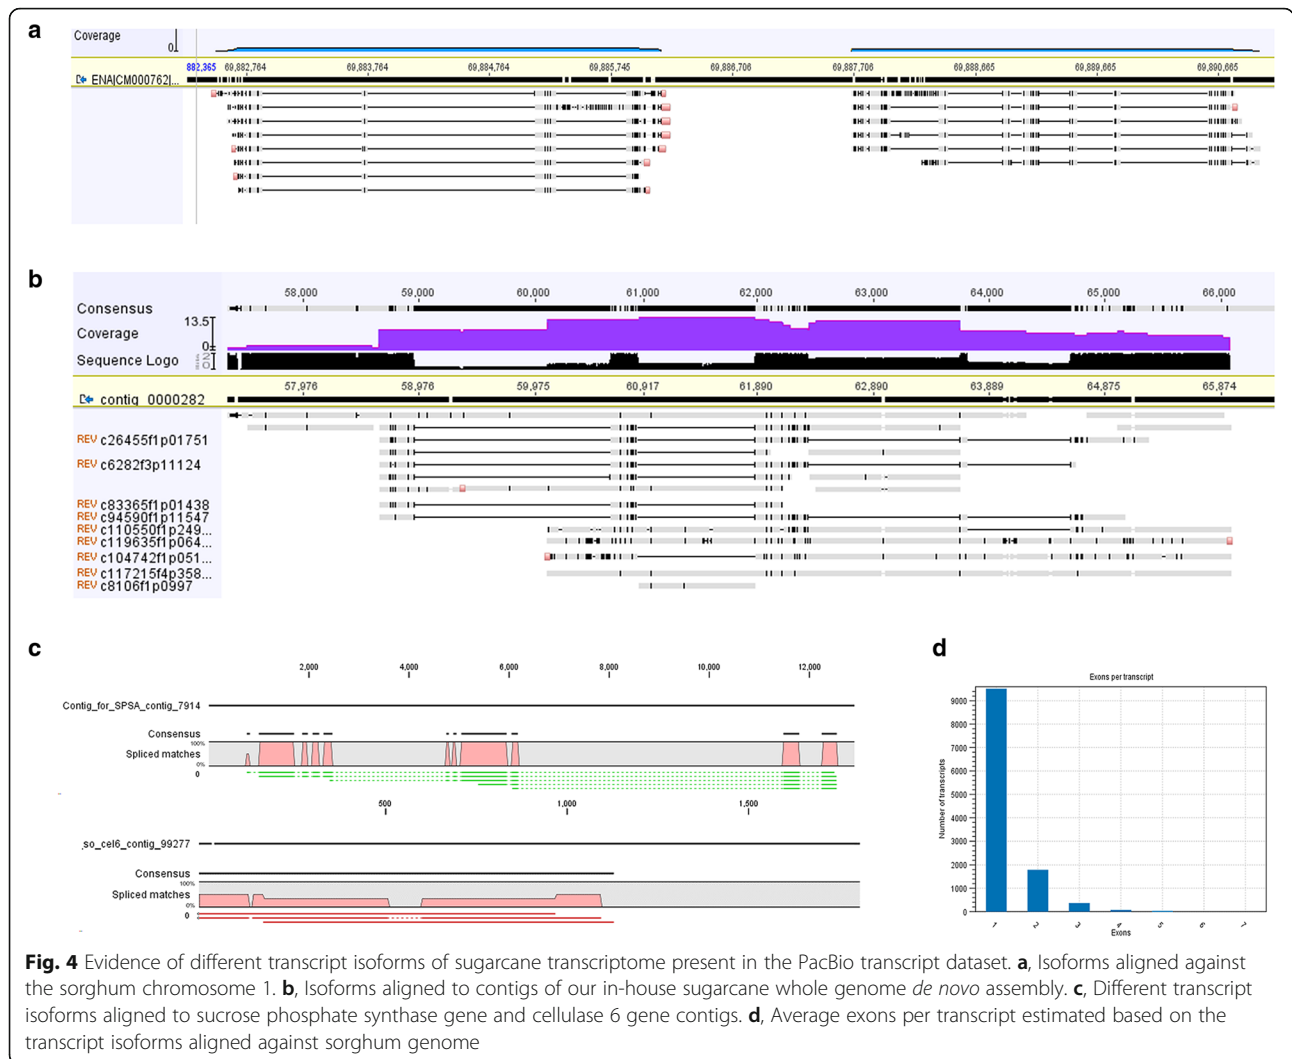 a
Coverage
0
882,365 69,882,764 69,883,764 69,884,764 69,885,745 69,886,706 69,887,706 69,888,665 69,889,665 69,890,665
ENA|CM000762|...
b
58,000 59,000 60,000 61,000 62,000 63,000 64,000 65,000 66,000
Consensus
13.5
Coverage
0
Sequence Logo
2
0
57,976 58,976 59,975 60,917 61,890 62,890 63,889 64,875 65,874
contig_0000282
REV c26455f1p01751
REV c6282f3p11124
REV c83365f1p01438
REV c94590f1p11547
REV c110550f1p249...
REV c119635f1p064...
REV c104742f1p051...
REV c117215f4p358...
REV c8106f1p0997
c
2,000 4,000 6,000 8,000 10,000 12,000
Contig_for_SPSA_contig_7914
Consensus
100%
Spliced matches
0%
0
500 1,000 1,500
so_cel6_contig_99277
Consensus
100%
Spliced matches
0%
0
d
Exons per transcript
Number of transcripts
9000
8000
7000
6000
5000
4000
3000
2000
1000
0
1 2 3 4 5 6 7
Exons
Fig. 4 Evidence of different transcript isoforms of sugarcane transcriptome present in the PacBio transcript dataset. a, Isoforms aligned against
the sorghum chromosome 1. b, Isoforms aligned to contigs of our in-house sugarcane whole genome de novo assembly. c, Different transcript
isoforms aligned to sucrose phosphate synthase gene and cellulase 6 gene contigs. d, Average exons per transcript estimated based on the
transcript isoforms aligned against sorghum genome